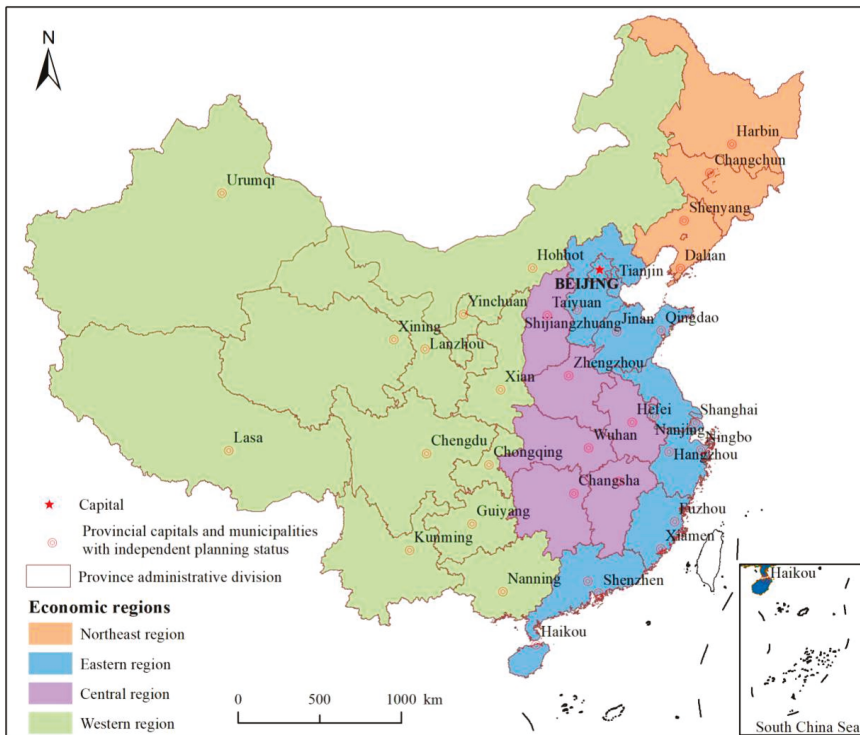 N
Harbin
Changchun
Urumqi
Shenyang
Hohhot
Dalian
Tianjin
BEIJING
Yinchuan
Taiyuan
Xining
Shijiangzhuang
Jinan
Qingdao
Lanzhou
Zhengzhou
Xian
Hefei
Shanghai
Nanjing
Ningbo
Lasa
Chengdu
Wuhan
Hangzhou
Chongqing
Changsha
Capital
Guiyang
Fuzhou
Provincial capitals and municipalities
with independent planning status
Kunming
Xiamen
Province administrative division
Nanning
Shenzhen
Haikou
Economic regions
Northeast region
Haikou
Eastern region
Central region
0 500 1000 km
Western region
South China Sea